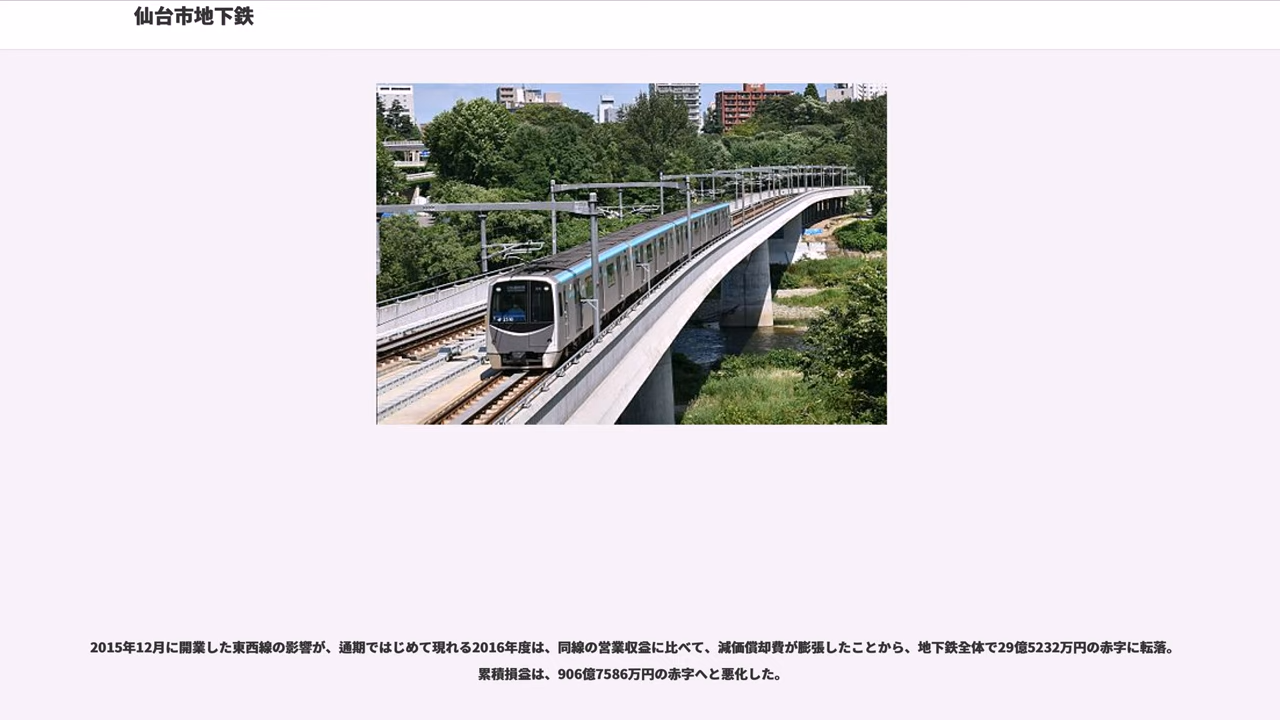 仙台市地下鉄
2015年12月に開業した東西線の影響が、通期ではじめて現れる2016年度は、同線の営業収益に比べて、減価償却費が膨張したことから、地下鉄全体で29億5232万円の赤字に転落。
累積損益は、906億7586万円の赤字へと悪化した。